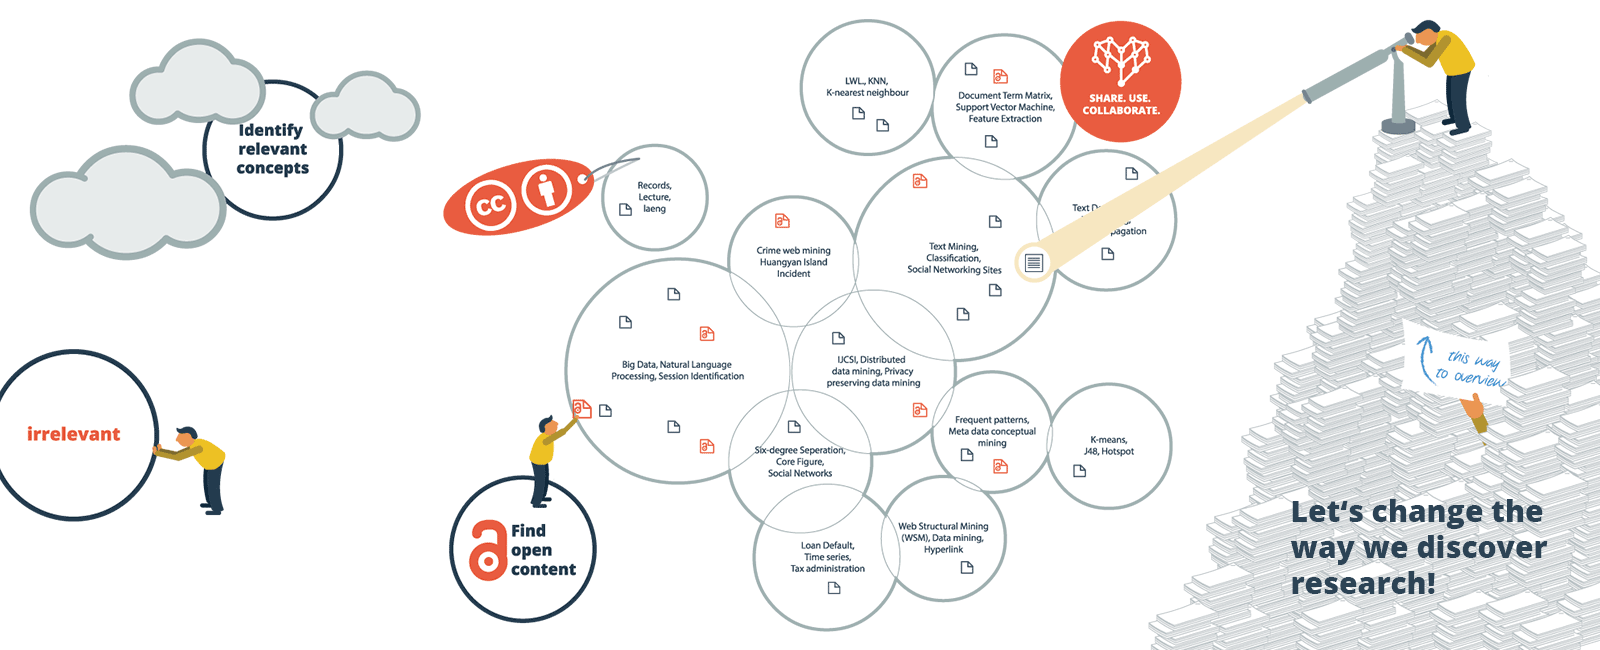 Identify
relevant
concepts
irrelevant
cc
Records,
Lecture,
Iaeng
Find
open
content
LWL, KNN,
K-nearest neighbour
Document Term Matrix,
Support Vector Machine,
Feature Extraction
SHARE. USE.
COLLABORATE.
Crime web mining
Huangyan Island
Incident
Text Mining,
Classification,
Social Networking Sites
Text
Big Data, Natural Language
Processing, Session Identification
IJCSI, Distributed
data mining, Privacy
preserving data mining
Six-degree Seperation,
Core Figure,
Social Networks
Frequent patterns,
Meta data conceptual
mining
K-means,
J48, Hotspot
Loan Default,
Time series,
Tax administration
Web Structural Mining
(WSM), Data mining,
Hyperlink
this way
to overview
Let‘s change the
way we discover
research!